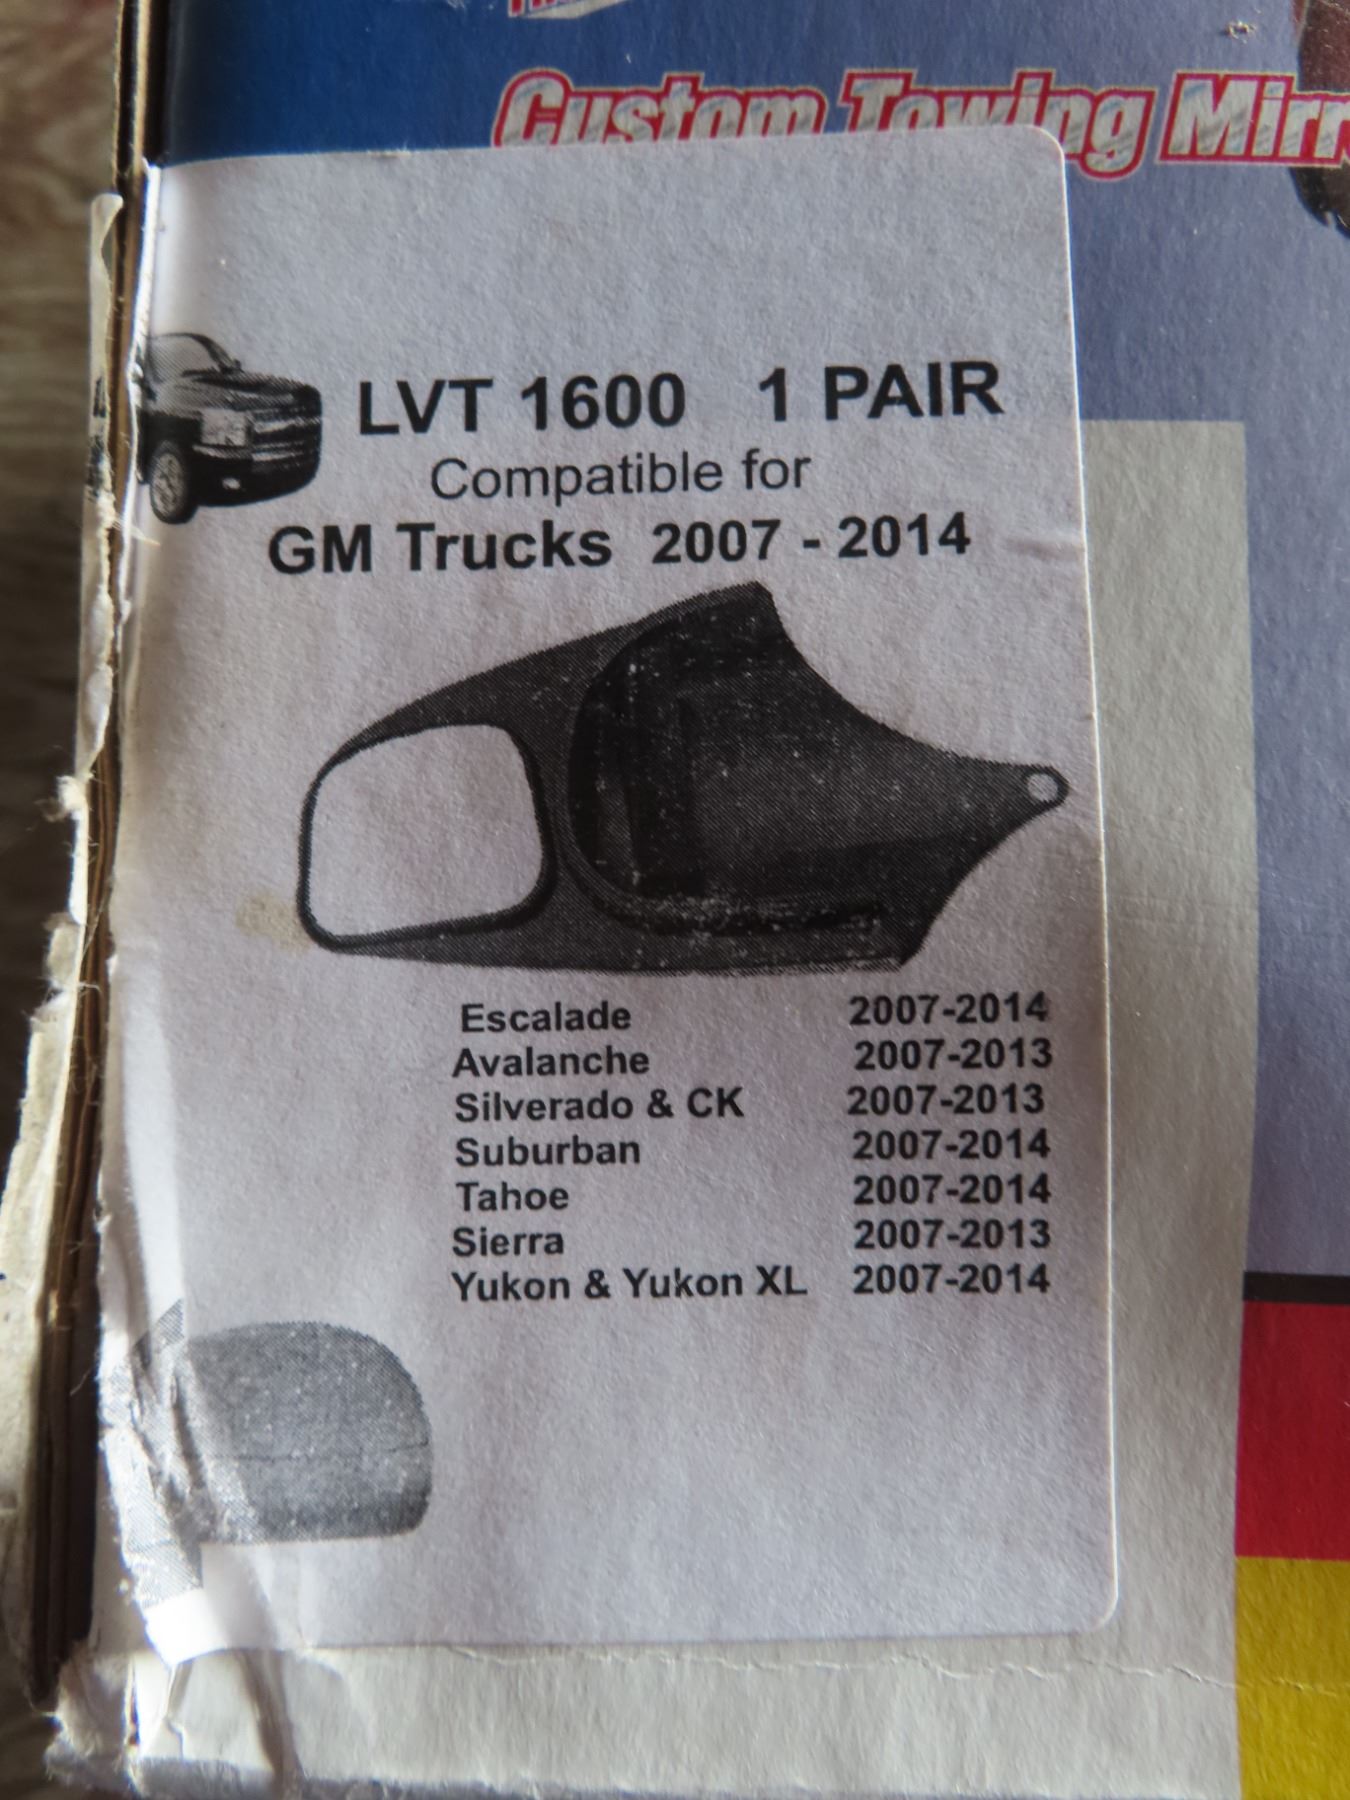 Custom Towing Mirr
LVT 1600 1 PAIR
Compatible for
GM Trucks 2007 - 2014
Escalade 2007-2014
Avalanche 2007-2013
Silverado & CK 2007-2013
Suburban 2007-2014
Tahoe 2007-2014
Sierra 2007-2013
Yukon & Yukon XL 2007-2014